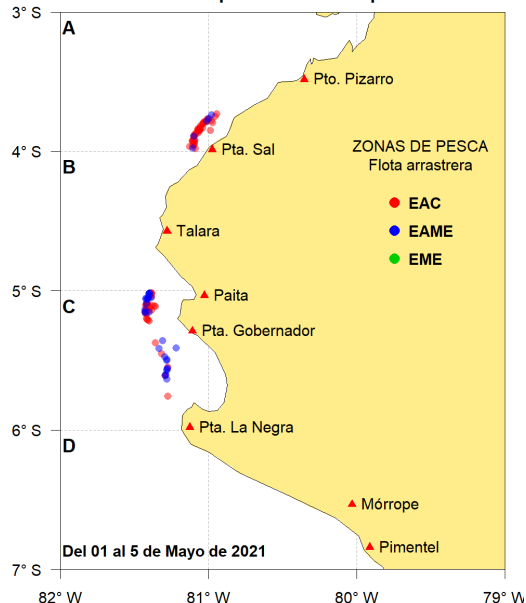 3° S
A
Pto. Pizarro
ZONAS DE PESCA
Flota arrastrera
4° S
Pta. Sal
B
EAC
Talara
EAME
EME
5° S
Paita
C
Pta. Gobernador
6° S
Pta. La Negra
D
Mórrope
Pimentel
Del 01 al 5 de Mayo de 2021
7° S
82° W 81° W 80° W 79° W